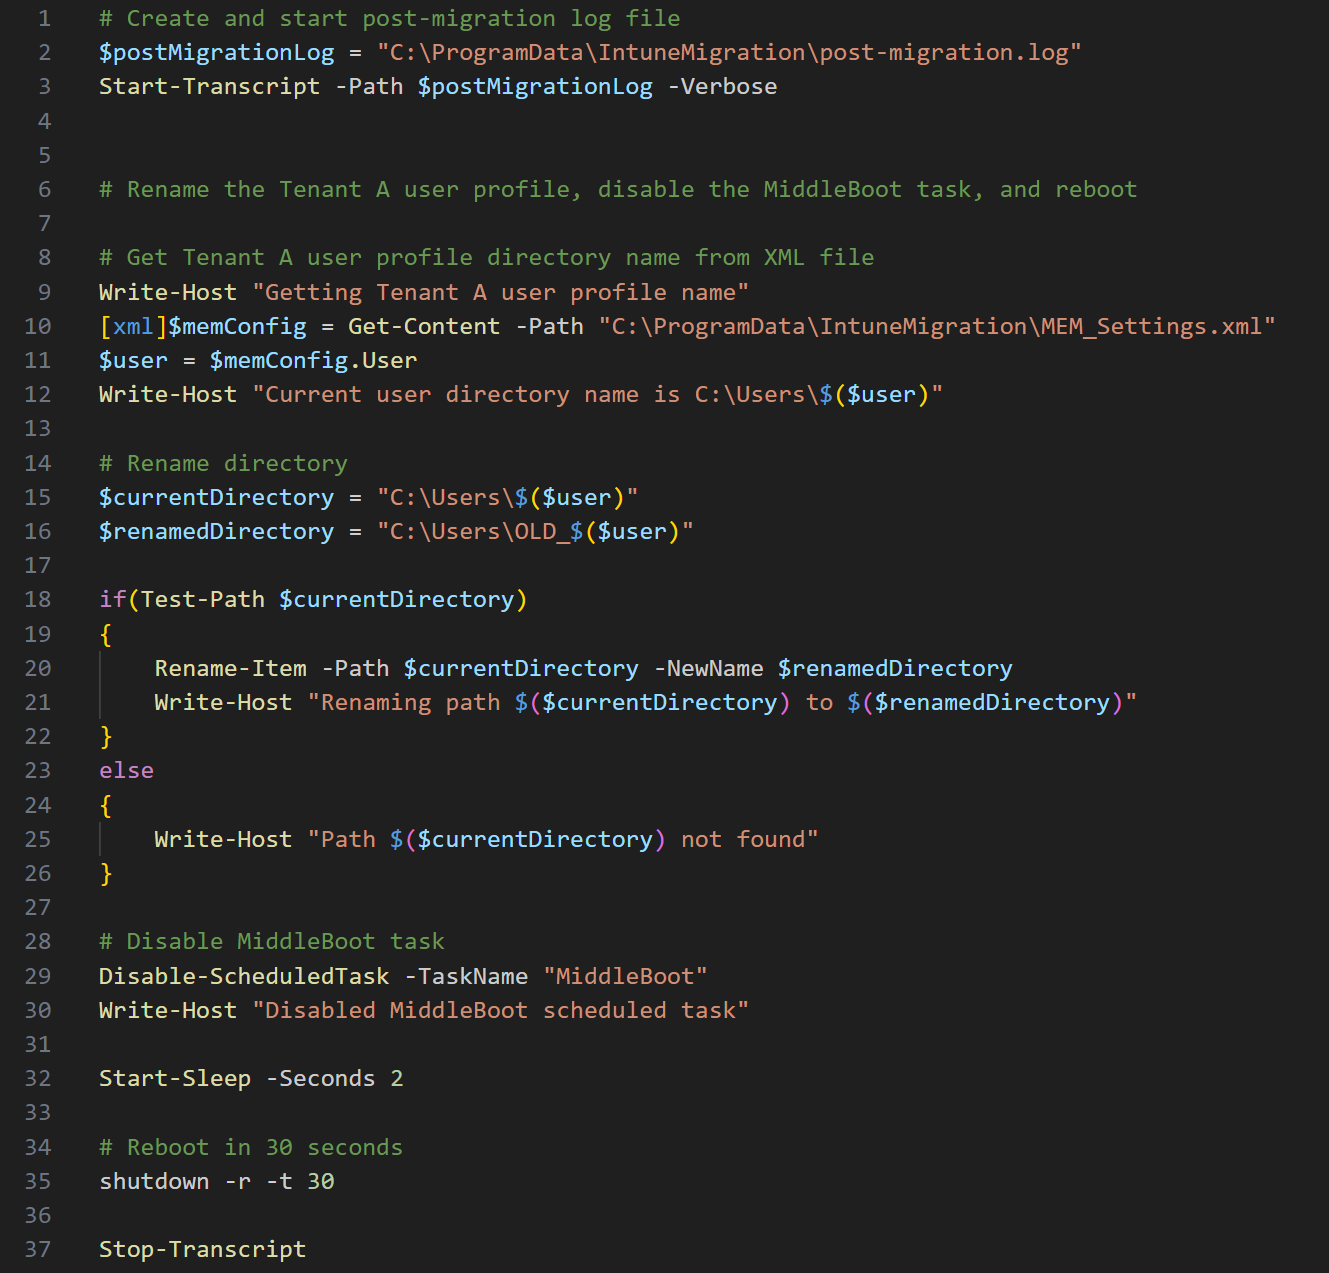 1 # Create and start post-migration log file
2 $postMigrationLog = "C:\ProgramData\IntuneMigration\post-migration.log"
3 Start-Transcript -Path $postMigrationLog -Verbose
4
5
6 # Rename the Tenant A user profile, disable the MiddleBoot task, and reboot
7
8 # Get Tenant A user profile directory name from XML file
9 Write-Host "Getting Tenant A user profile name"
10 [xml]$memConfig = Get-Content -Path "C:\ProgramData\IntuneMigration\MEM_Settings.xml"
11 $user = $memConfig.User
12 Write-Host "Current user directory name is C:\Users\$($user)"
13
14 # Rename directory
15 $currentDirectory = "C:\Users\$($user)"
16 $renamedDirectory = "C:\Users\OLD_$($user)"
17
18 if(Test-Path $currentDirectory)
19 {
20     Rename-Item -Path $currentDirectory -NewName $renamedDirectory
21     Write-Host "Renaming path $($currentDirectory) to $($renamedDirectory)"
22 }
23 else
24 {
25     Write-Host "Path $($currentDirectory) not found"
26 }
27
28 # Disable MiddleBoot task
29 Disable-ScheduledTask -TaskName "MiddleBoot"
30 Write-Host "Disabled MiddleBoot scheduled task"
31
32 Start-Sleep -Seconds 2
33
34 # Reboot in 30 seconds
35 shutdown -r -t 30
36
37 Stop-Transcript